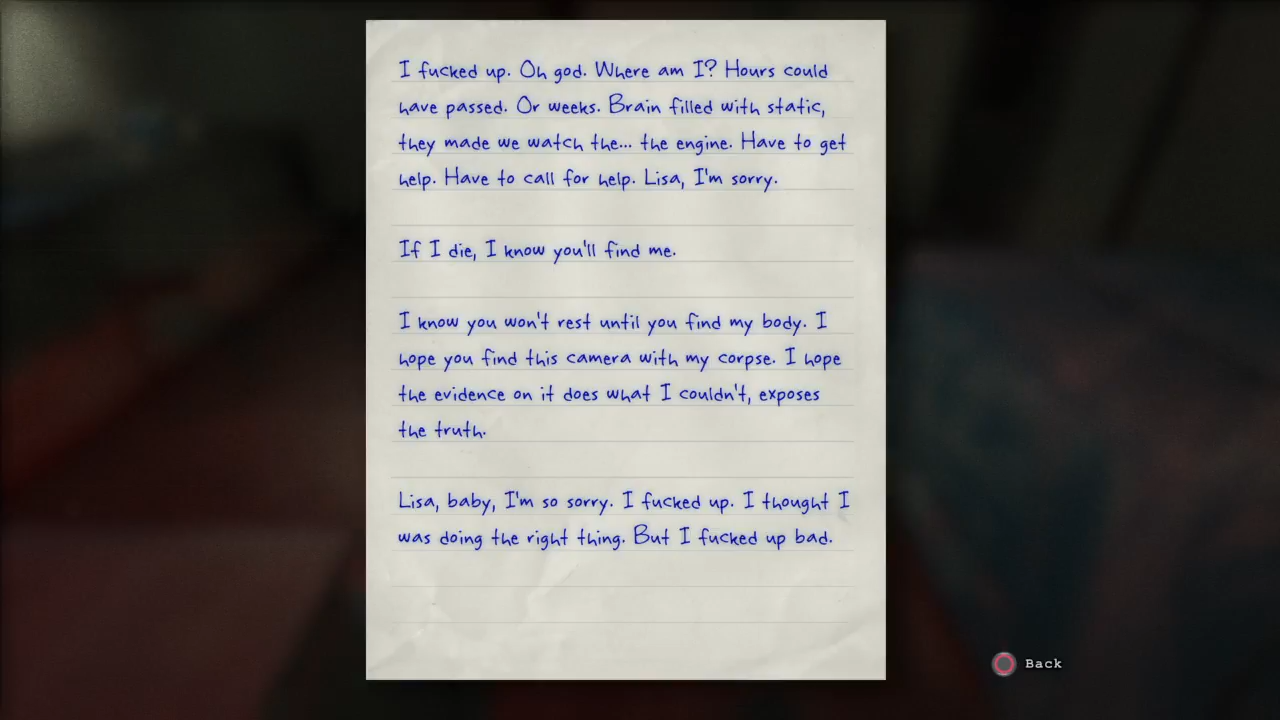 I fucked up. Oh god. Where am I? Hours could
have passed. Or weeks. Brain filled with static,
they made we watch the... the engine. Have to get
help. Have to call for help. Lisa, I'm sorry.
If I die, I know you'll find me.
I know you won't rest until you find my body. I
hope you find this camera with my corpse. I hope
the evidence on it does what I couldn't, exposes
the truth.
Lisa, baby, I'm so sorry. I fucked up. I thought I
was doing the right thing. But I fucked up bad.
Back